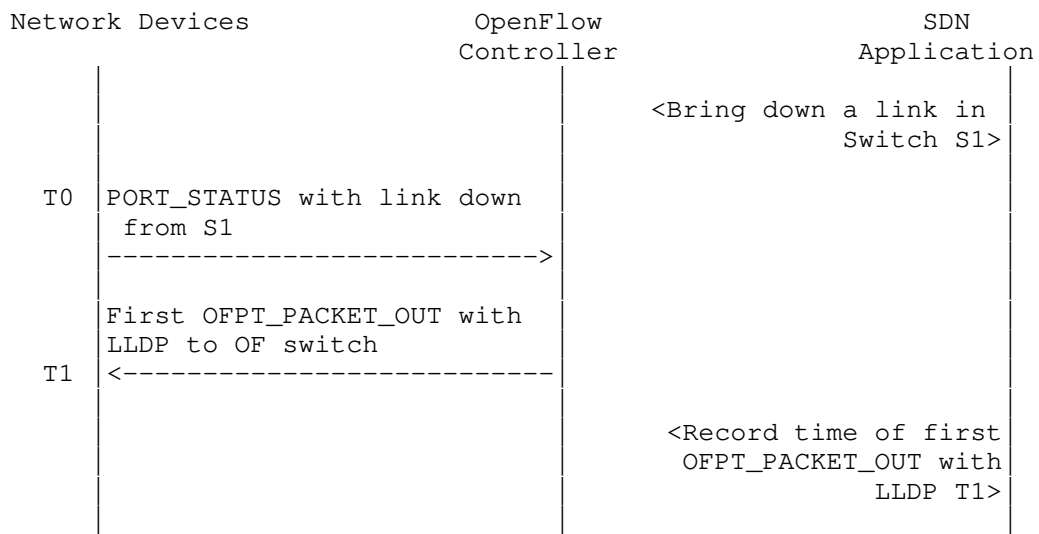 Network Devices OpenFlow SDN
Controller Application
<Bring down a link in
Switch S1>
T0 PORT_STATUS with link down
from S1
--------------------------->
First OFPT_PACKET_OUT with
LLDP to OF switch
T1 <---------------------------
<Record time of first
OFPT_PACKET_OUT with
LLDP T1>